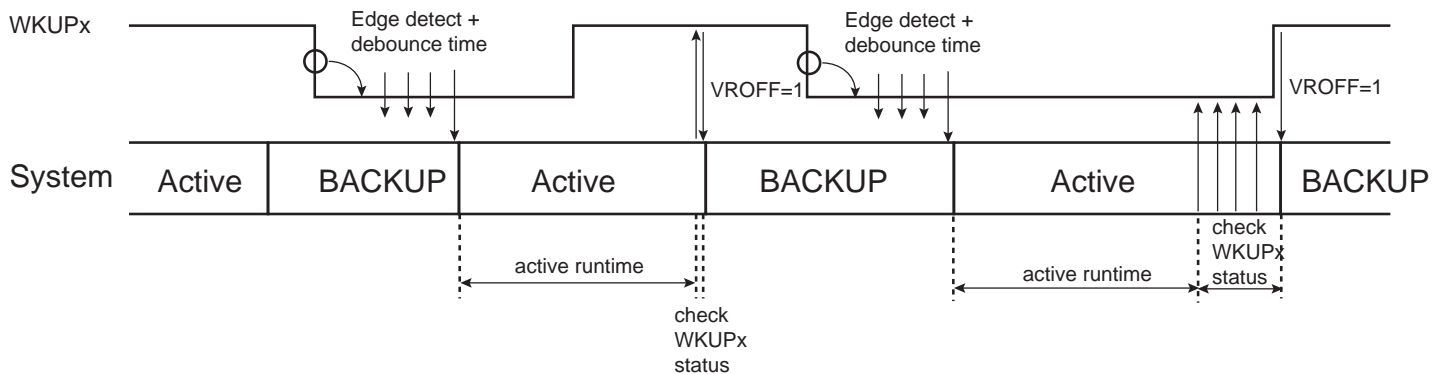 WKUPx
Edge detect +
debounce time
VROFF=1
Edge detect +
debounce time
VROFF=1
System
Active
BACKUP
Active
BACKUP
Active
BACKUP
active runtime
check
WKUPx
status
active runtime
check
WKUPx
status